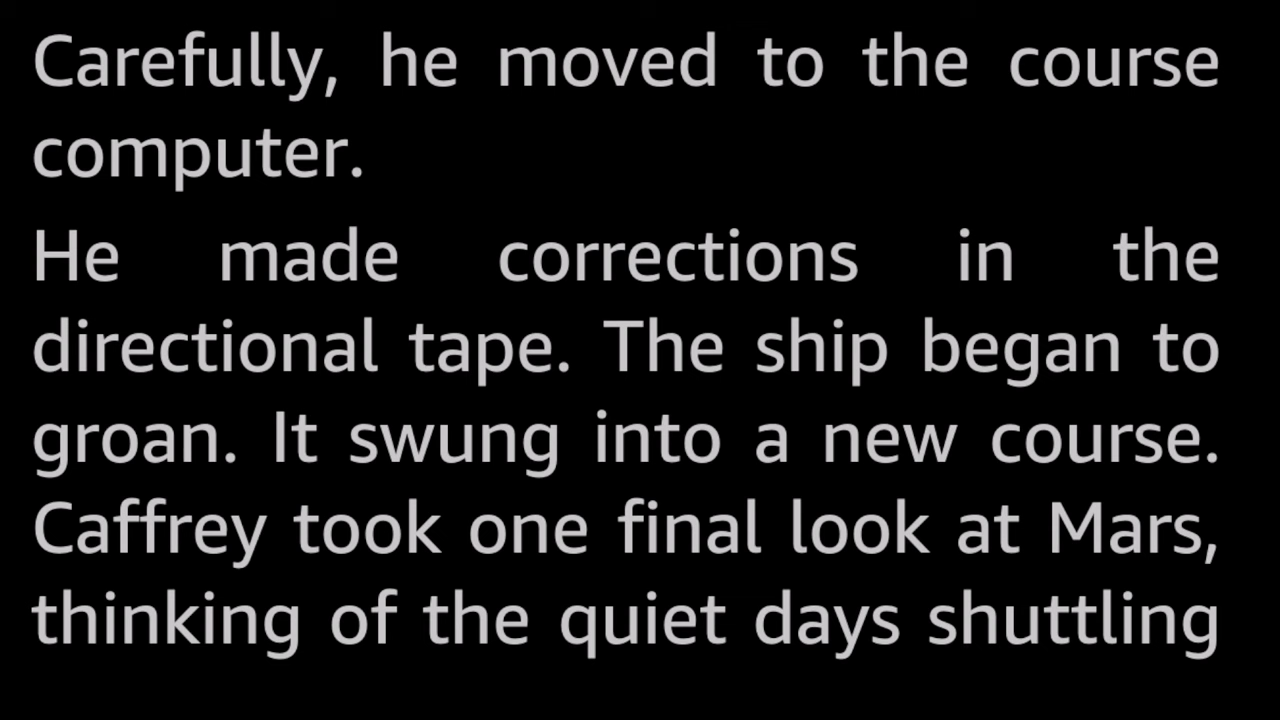 Carefully, he moved to the course
computer.
He made corrections in the
directional tape. The ship began to
groan. It swung into a new course.
Caffrey took one final look at Mars,
thinking of the quiet days shuttling